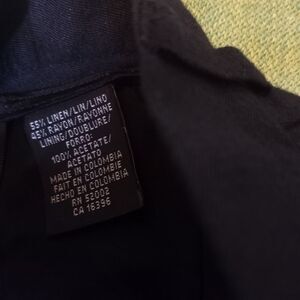 55% LINEN/LIN/LINO
45% RAYON/RAYONNE
LINING/DOUBLURE/
FORRO:
100% ACETATE/
ACETATO
MADE IN COLOMBIA
FAIT EN COLOMBIE
HECHO EN COLOMBIA
RN 52002
CA 16396